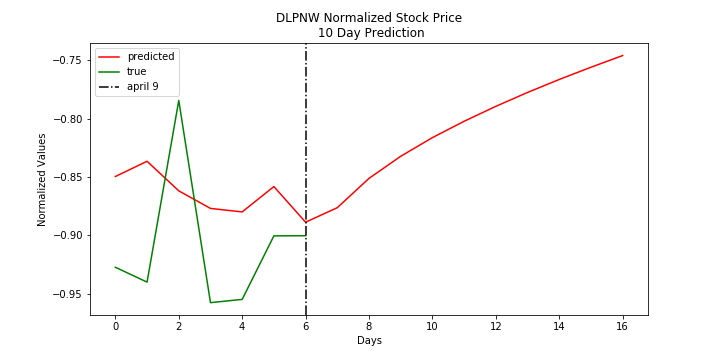 DLPNW Normalized Stock Price
10 Day Prediction
predicted
true
april 9
Normalized Values
−0.75
−0.80
−0.85
−0.90
−0.95
0 2 4 6 8 10 12 14 16
Days